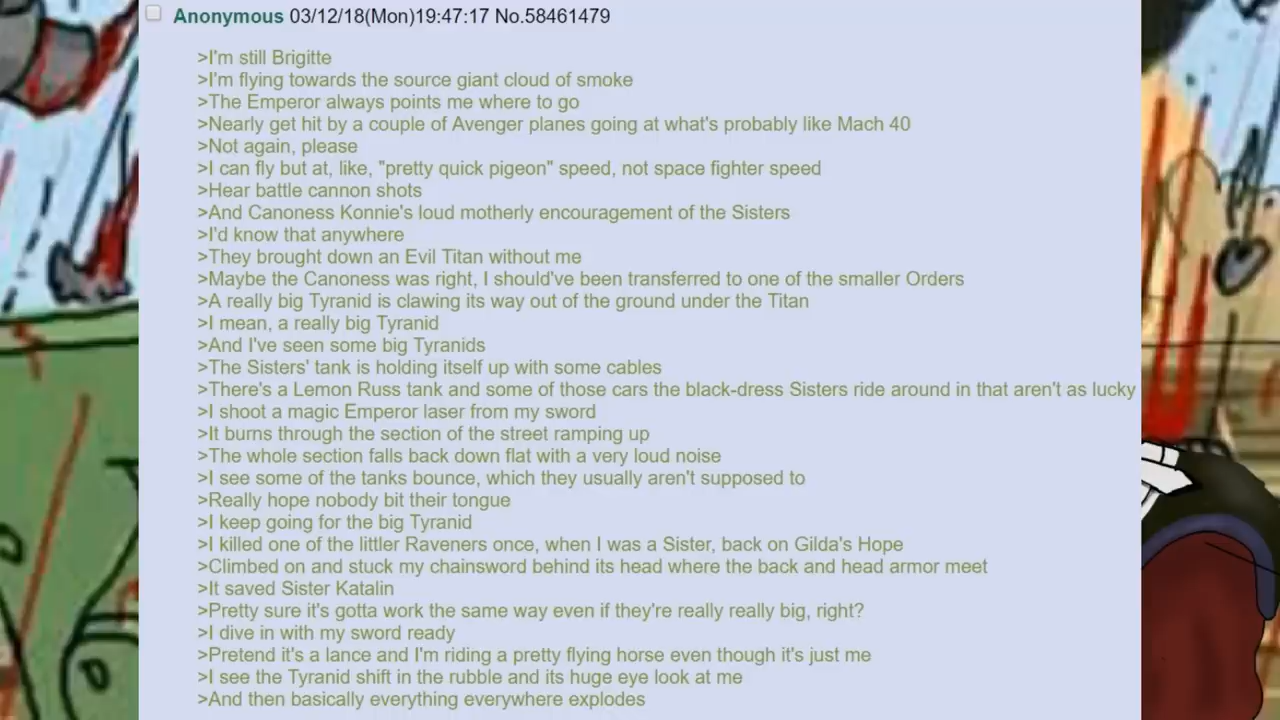 Anonymous 03/12/18(Mon)19:47:17 No.58461479
>I'm still Brigitte
>I'm flying towards the source giant cloud of smoke
>The Emperor always points me where to go
>Nearly get hit by a couple of Avenger planes going at what's probably like Mach 40
>Not again, please
>I can fly but at, like, "pretty quick pigeon" speed, not space fighter speed
>Hear battle cannon shots
>And Canoness Konnie's loud motherly encouragement of the Sisters
>I'd know that anywhere
>They brought down an Evil Titan without me
>Maybe the Canoness was right, I should've been transferred to one of the smaller Orders
>A really big Tyranid is clawing its way out of the ground under the Titan
>I mean, a really big Tyranid
>And I've seen some big Tyranids
>The Sisters' tank is holding itself up with some cables
>There's a Lemon Russ tank and some of those cars the black-dress Sisters ride around in that aren't as lucky
>I shoot a magic Emperor laser from my sword
>It burns through the section of the street ramping up
>The whole section falls back down flat with a very loud noise
>I see some of the tanks bounce, which they usually aren't supposed to
>Really hope nobody bit their tongue
>I keep going for the big Tyranid
>I killed one of the littler Raveners once, when I was a Sister, back on Gilda's Hope
>Climbed on and stuck my chainsword behind its head where the back and head armor meet
>It saved Sister Katalin
>Pretty sure it's gotta work the same way even if they're really really big, right?
>I dive in with my sword ready
>Pretend it's a lance and I'm riding a pretty flying horse even though it's just me
>I see the Tyranid shift in the rubble and its huge eye look at me
>And then basically everything everywhere explodes